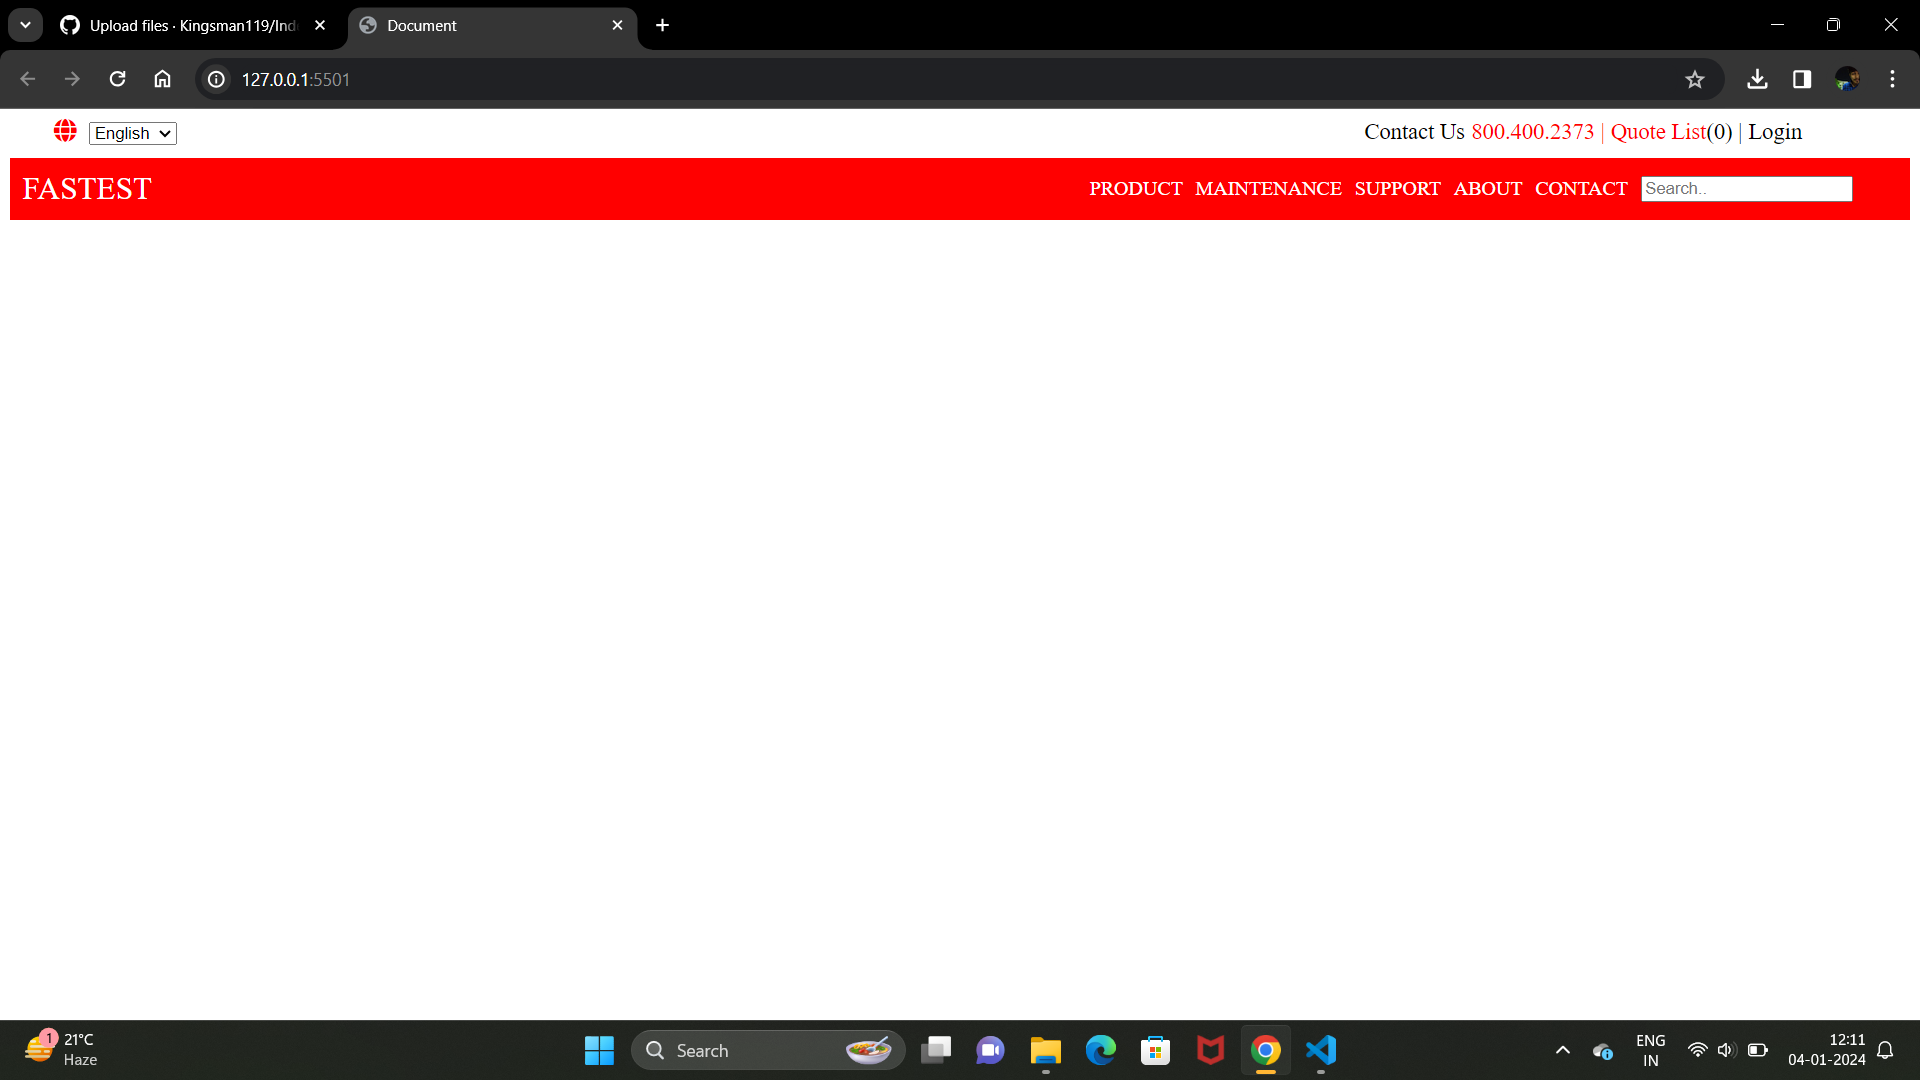 Upload files · Kingsman119/Ind
Document
127.0.0.1:5501
English
Contact Us 800.400.2373 | Quote List(0) | Login
FASTEST
PRODUCT MAINTENANCE SUPPORT ABOUT CONTACT Search..
1
21°C
Haze
Search
ENG
IN
12:11
04-01-2024